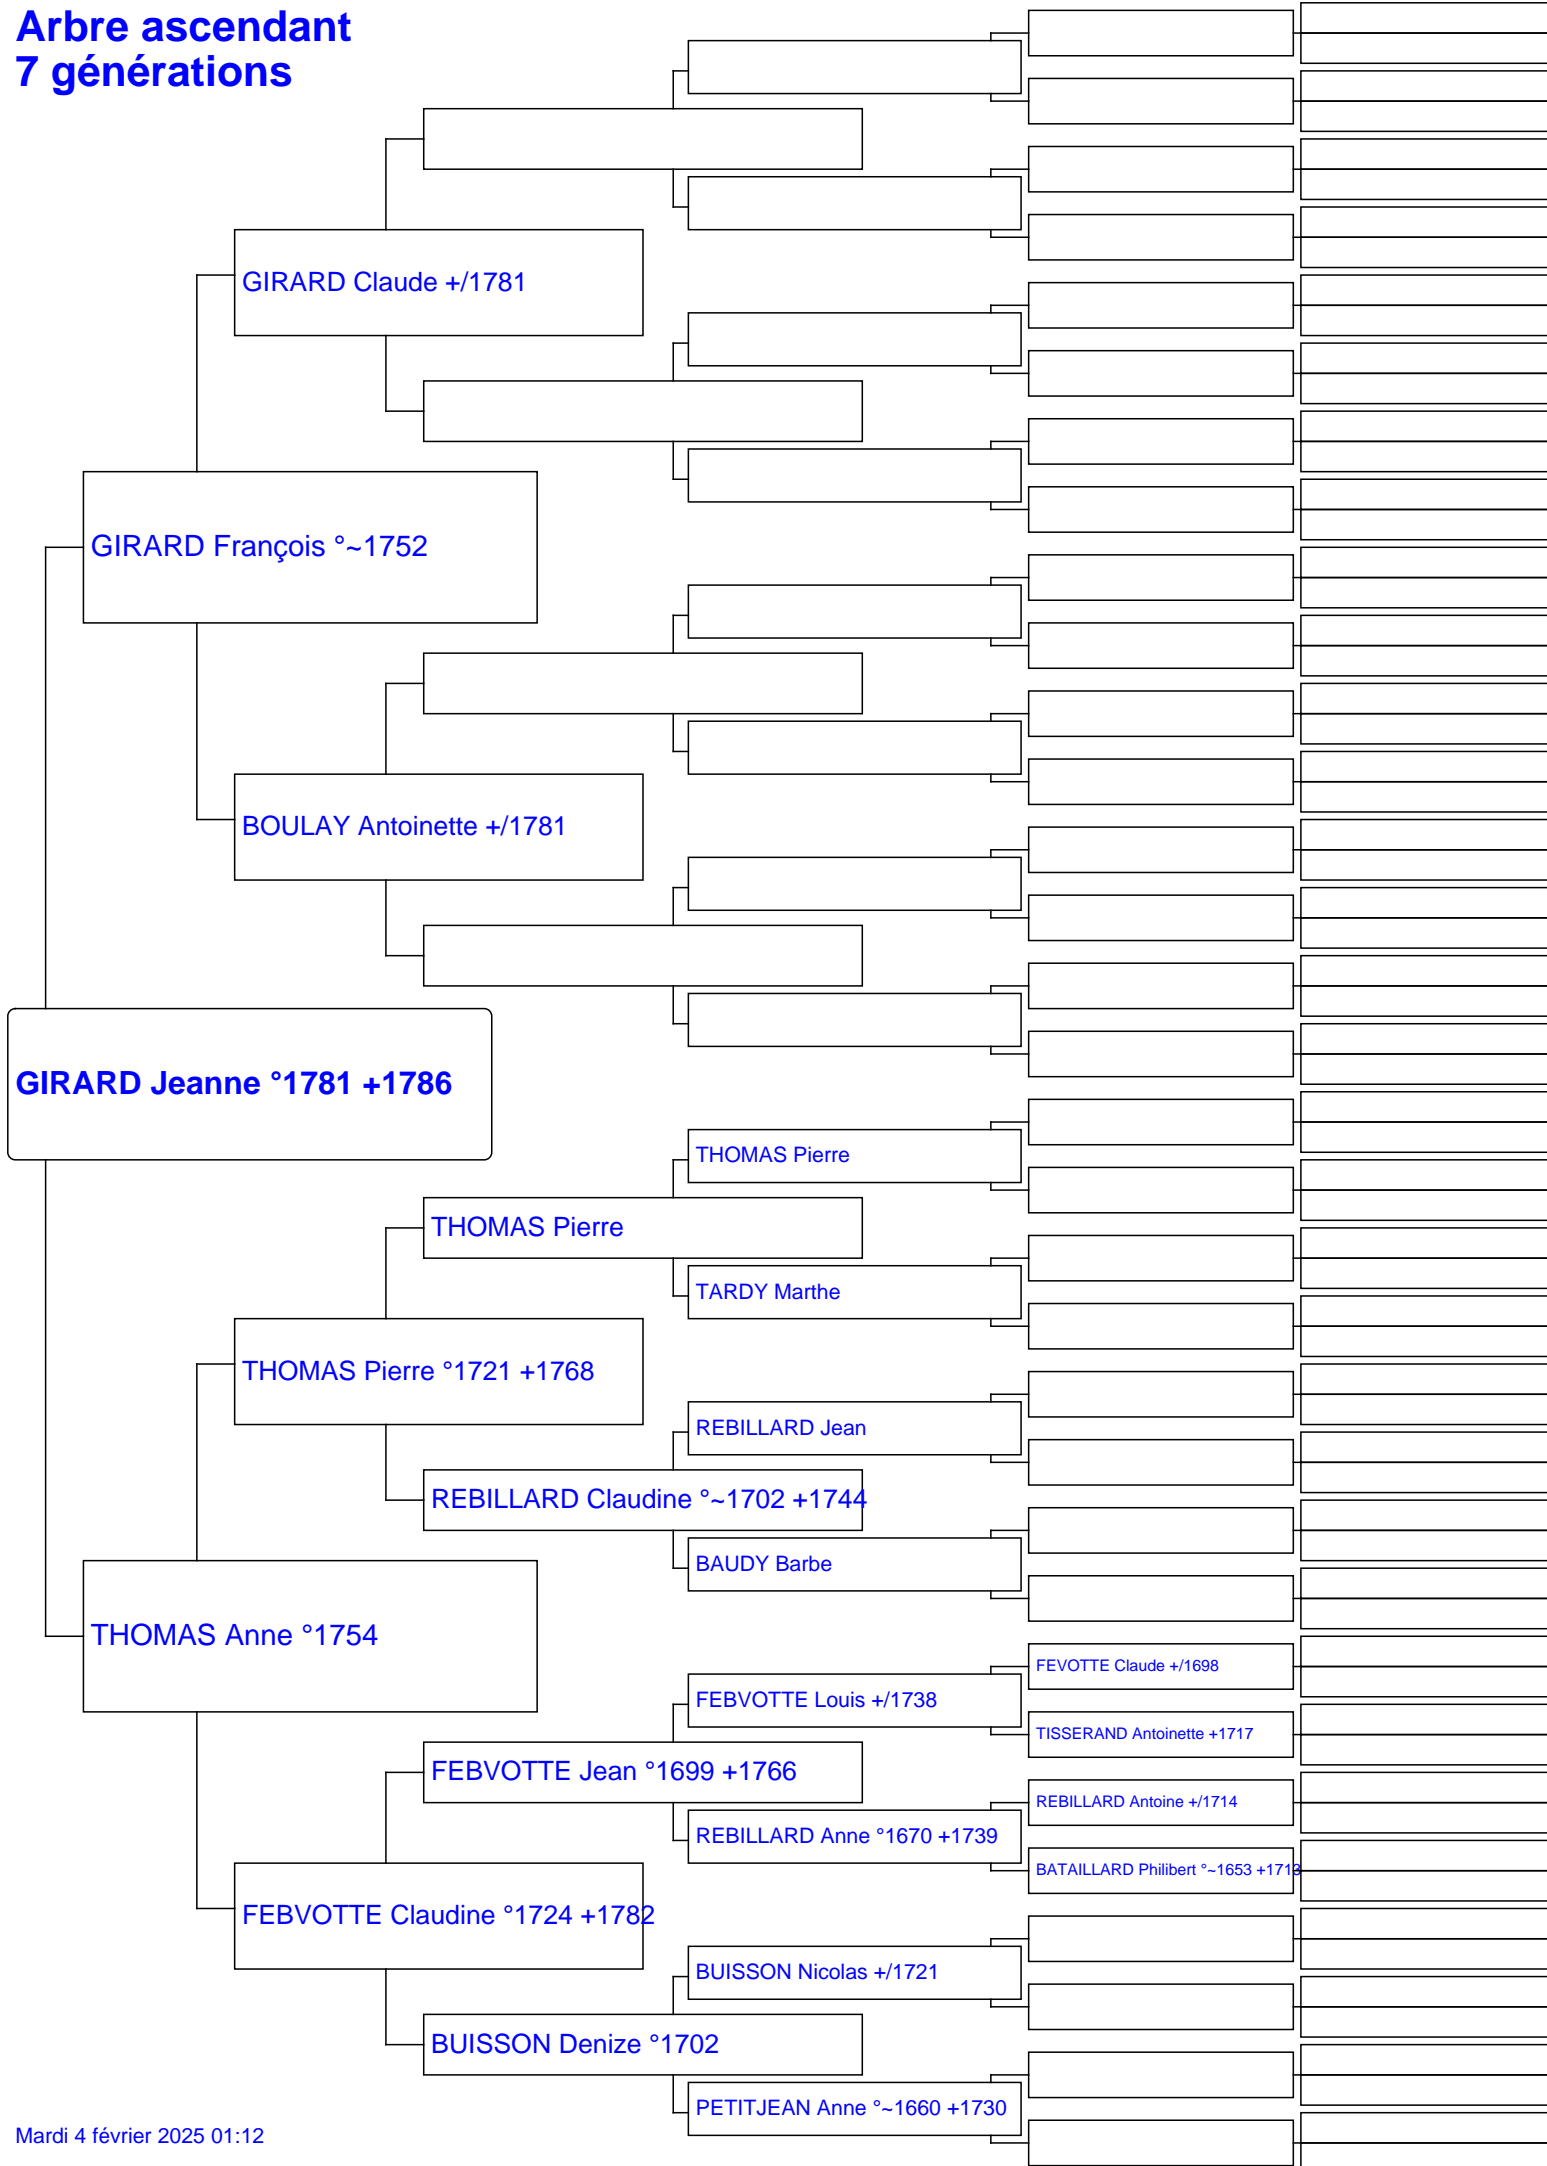 Arbre ascendant
7 générations
GIRARD Claude +/1781
GIRARD François °~1752
BOULAY Antoinette +/1781
GIRARD Jeanne °1781 +1786
THOMAS Pierre
THOMAS Pierre
TARDY Marthe
THOMAS Pierre °1721 +1768
REBILLARD Jean
REBILLARD Claudine °~1702 +1744
BAUDY Barbe
THOMAS Anne °1754
FEVOTTE Claude +/1698
FEBVOTTE Louis +/1738
TISSERAND Antoinette +1717
FEBVOTTE Jean °1699 +1766
REBILLARD Antoine +/1714
REBILLARD Anne °1670 +1739
BATAILLARD Philibert °~1653 +1713
FEBVOTTE Claudine °1724 +1782
BUISSON Nicolas +/1721
BUISSON Denize °1702
PETITJEAN Anne °~1660 +1730
Mardi 4 février 2025 01:12